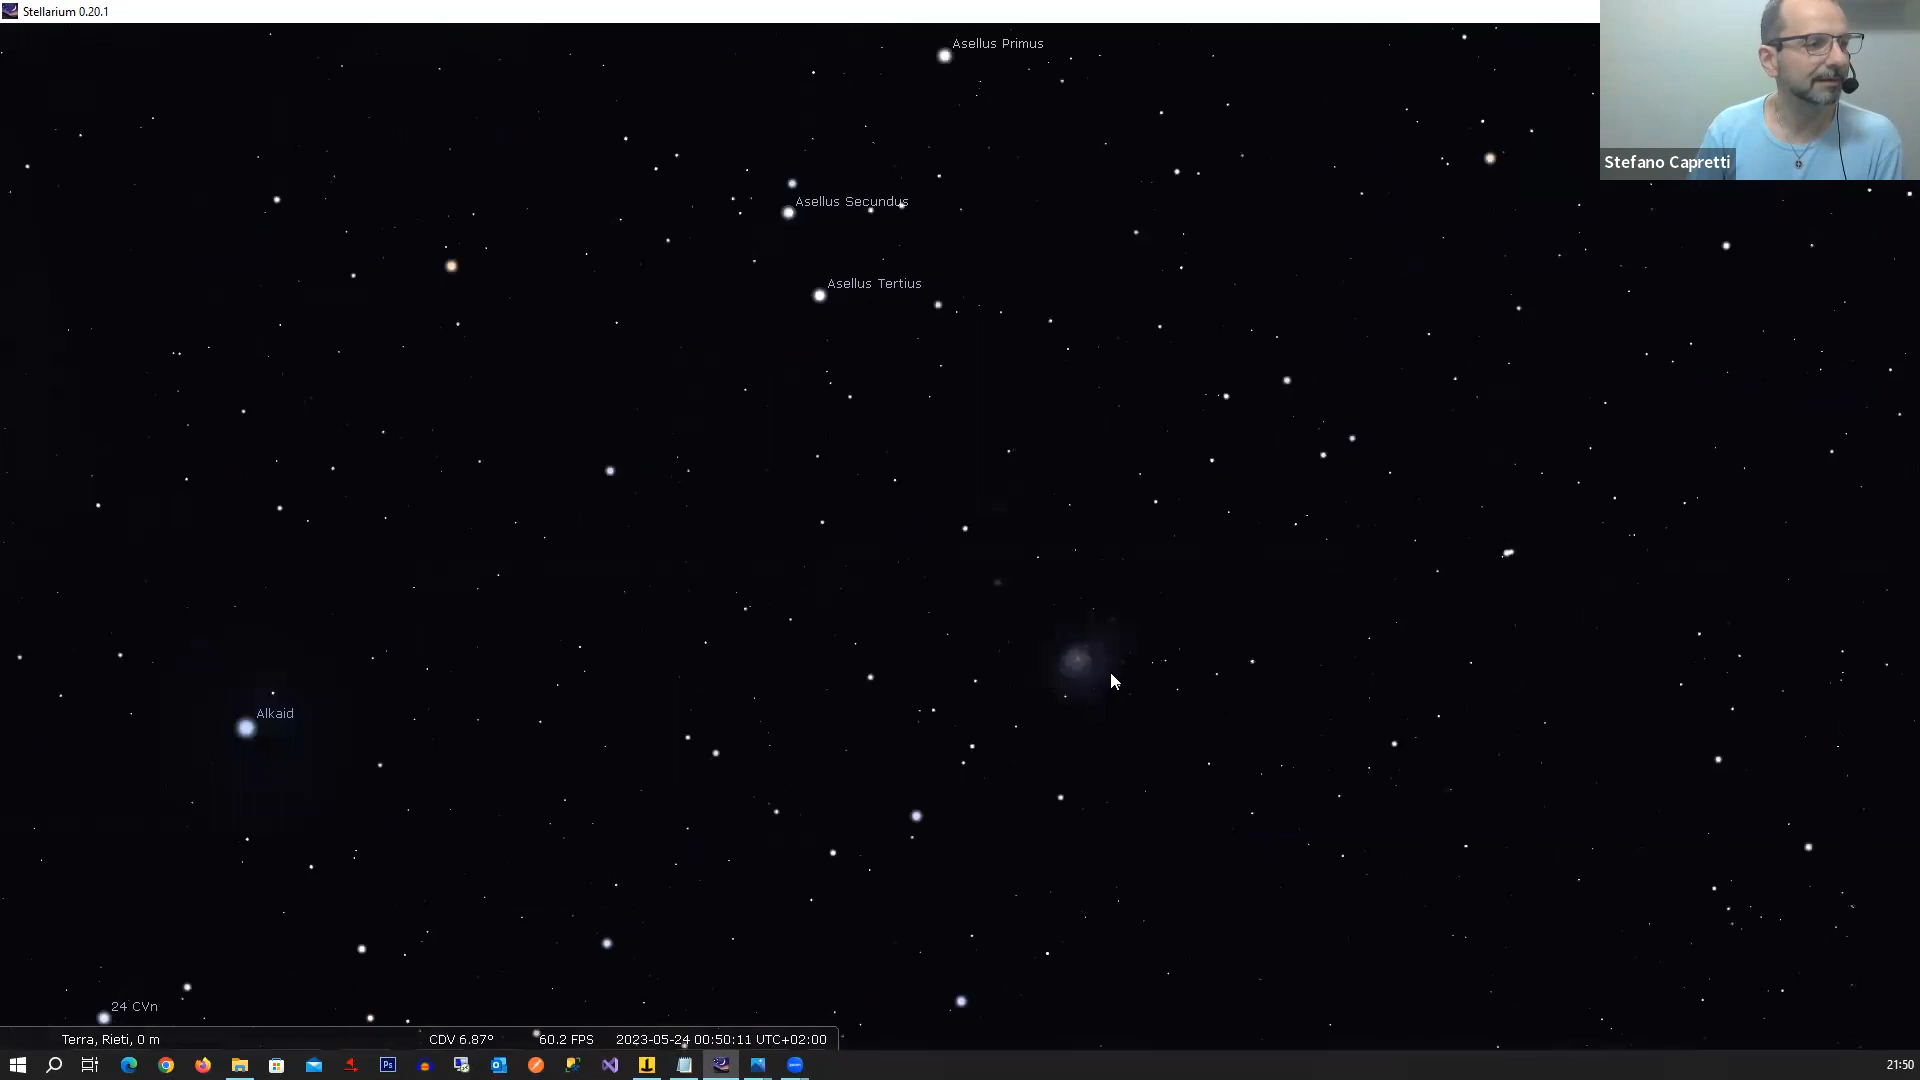 Stellarium 0.20.1
Asellus Primus
Stefano Capretti
Asellus Secundus
Asellus Tertius
Alkaid
24 CVn
Terra, Rieti, 0 m
CDV 6.87°
60.2 FPS
2023-05-24 00:50:11 UTC+02:00
Ps
21:50